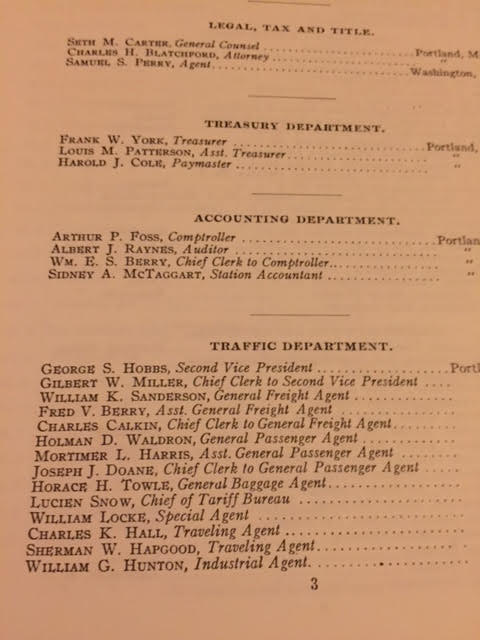 LEGAL, TAX AND TITLE.
SETH M. CARTER, General Counsel .......................... Portland, M
CHARLES H. BLATCHFORD, Attorney .......................... "
SAMUEL S. PERRY, Agent .......................... Washington,
TREASURY DEPARTMENT.
FRANK W. YORK, Treasurer .......................... Portland,
LOUIS M. PATTERSON, Asst. Treasurer .......................... "
HAROLD J. COLE, Paymaster .......................... "
ACCOUNTING DEPARTMENT.
ARTHUR P. FOSS, Comptroller .......................... Portlan
ALBERT J. RAYNES, Auditor .......................... "
WM. E. S. BERRY, Chief Clerk to Comptroller .......................... "
SIDNEY A. MCTAGGART, Station Accountant .......................... "
TRAFFIC DEPARTMENT.
GEORGE S. HOBBS, Second Vice President .......................... Portl
GILBERT W. MILLER, Chief Clerk to Second Vice President ....
WILLIAM K. SANDERSON, General Freight Agent ..............
FRED V. BERRY, Asst. General Freight Agent ..............
CHARLES CALKIN, Chief Clerk to General Freight Agent ........
HOLMAN D. WALDRON, General Passenger Agent ..............
MORTIMER L. HARRIS, Asst. General Passenger Agent ........
JOSEPH J. DOANE, Chief Clerk to General Passenger Agent ....
HORACE H. TOWLE, General Baggage Agent ..................
LUCIEN SNOW, Chief of Tariff Bureau ......................
WILLIAM LOCKE, Special Agent ..........................
CHARLES K. HALL, Traveling Agent ......................
SHERMAN W. HAPGOOD, Traveling Agent ....................
WILLIAM G. HUNTON, Industrial Agent ......................
3